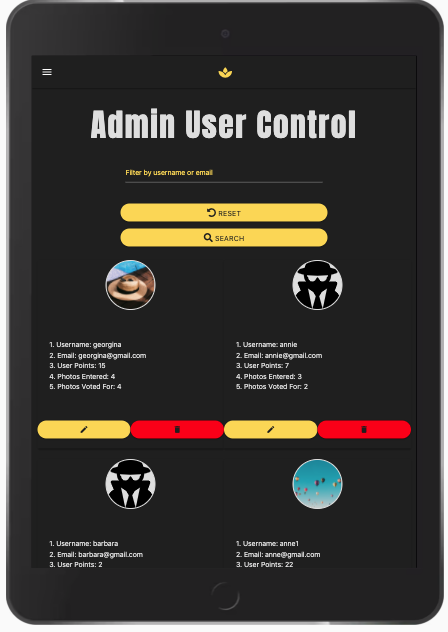 Admin User Control
Filter by username or email
RESET
SEARCH
1. Username: georgina
2. Email: georgina@gmail.com
3. User Points: 15
4. Photos Entered: 4
5. Photos Voted For: 4
1. Username: annie
2. Email: annie@gmail.com
3. User Points: 7
4. Photos Entered: 3
5. Photos Voted For: 2
1. Username: barbara
2. Email: barbara@gmail.com
3. User Points: 2
1. Username: anne1
2. Email: anne@gmail.com
3. User Points: 22